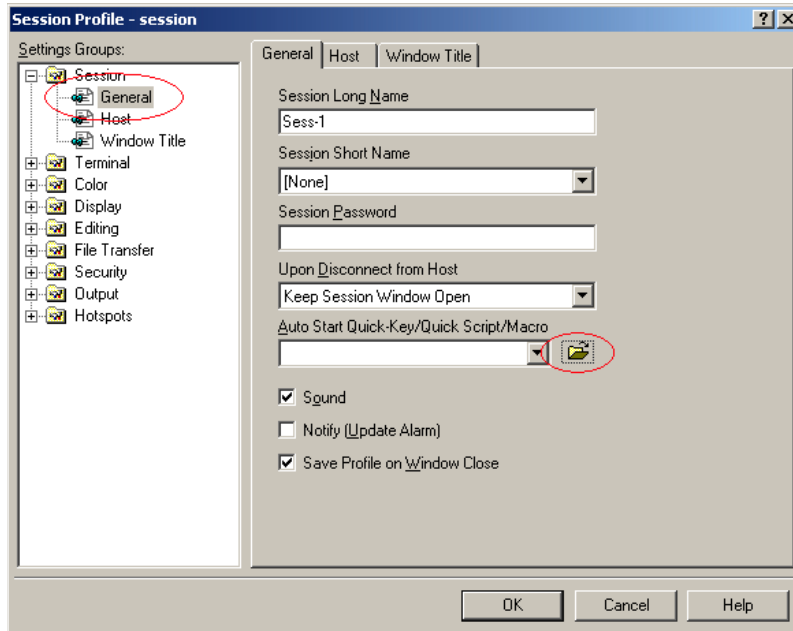 Session Profile - session
Settings Groups:
Session
General
Host
Window Title
Terminal
Color
Display
Editing
File Transfer
Security
Output
Hotspots
General Host Window Title
Session Long Name
Sess-1
Session Short Name
[None]
Session Password
Upon Disconnect from Host
Keep Session Window Open
Auto Start Quick-Key/Quick Script/Macro
Sound
Notify (Update Alarm)
Save Profile on Window Close
OK Cancel Help